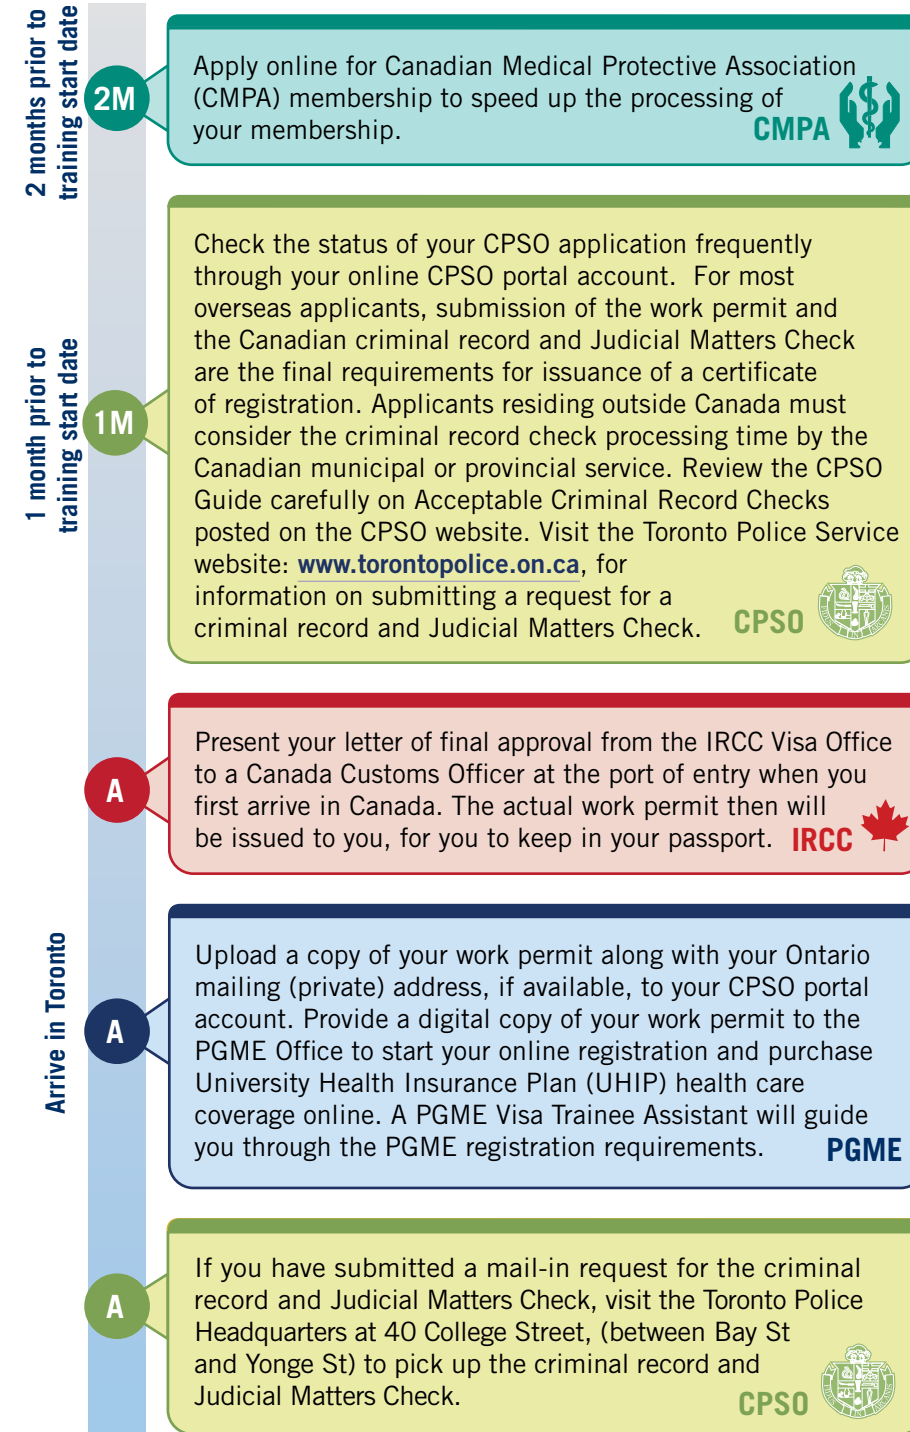 2 months prior to
training start date
2M
Apply online for Canadian Medical Protective Association
(CMPA) membership to speed up the processing of
your membership.
CMPA
1 month prior to
training start date
1M
Check the status of your CPSO application frequently
through your online CPSO portal account.  For most
overseas applicants, submission of the work permit and
the Canadian criminal record and Judicial Matters Check
are the final requirements for issuance of a certificate
of registration. Applicants residing outside Canada must
consider the criminal record check processing time by the
Canadian municipal or provincial service. Review the CPSO
Guide carefully on Acceptable Criminal Record Checks
posted on the CPSO website. Visit the Toronto Police Service
website: www.torontopolice.on.ca, for
information on submitting a request for a
criminal record and Judicial Matters Check.
CPSO
A
Present your letter of final approval from the IRCC Visa Office
to a Canada Customs Officer at the port of entry when you
first arrive in Canada. The actual work permit then will
be issued to you, for you to keep in your passport.
IRCC
Arrive in Toronto
A
Upload a copy of your work permit along with your Ontario
mailing (private) address, if available, to your CPSO portal
account. Provide a digital copy of your work permit to the
PGME Office to start your online registration and purchase
University Health Insurance Plan (UHIP) health care
coverage online. A PGME Visa Trainee Assistant will guide
you through the PGME registration requirements.
PGME
A
If you have submitted a mail-in request for the criminal
record and Judicial Matters Check, visit the Toronto Police
Headquarters at 40 College Street, (between Bay St
and Yonge St) to pick up the criminal record and
Judicial Matters Check.
CPSO